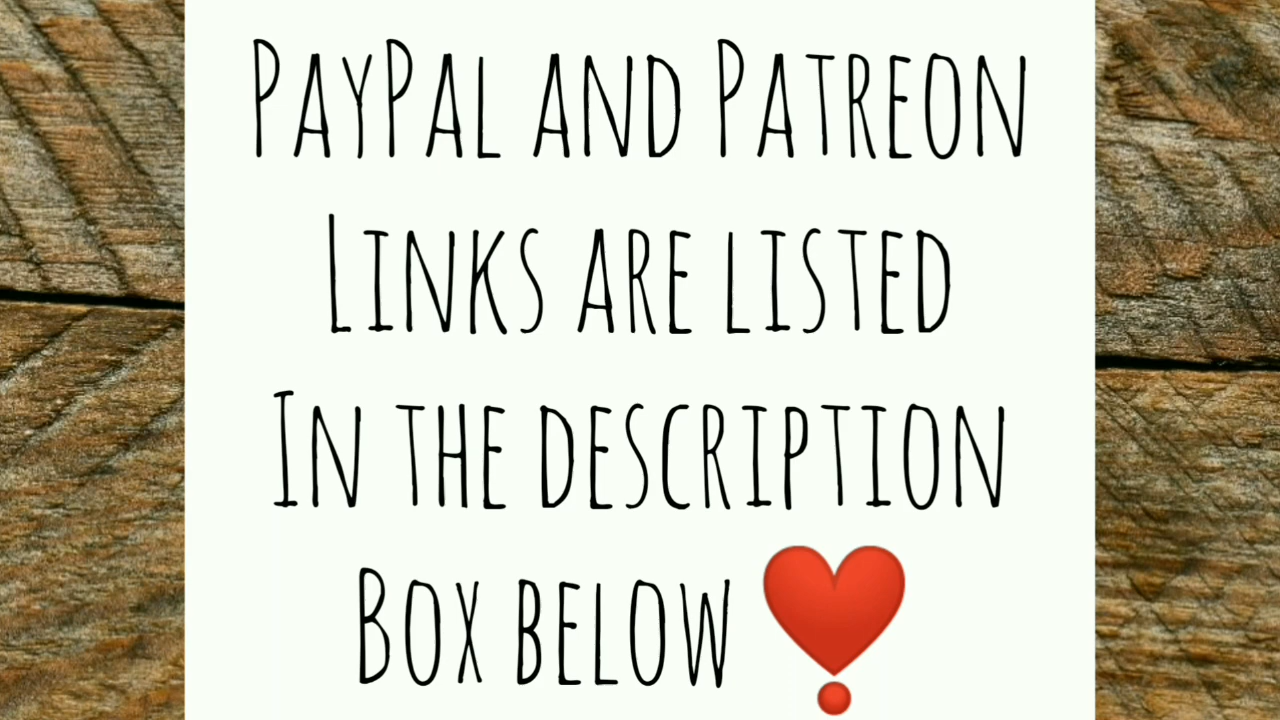 PayPal and Patreon
Links are listed
In the description
Box below ❣️